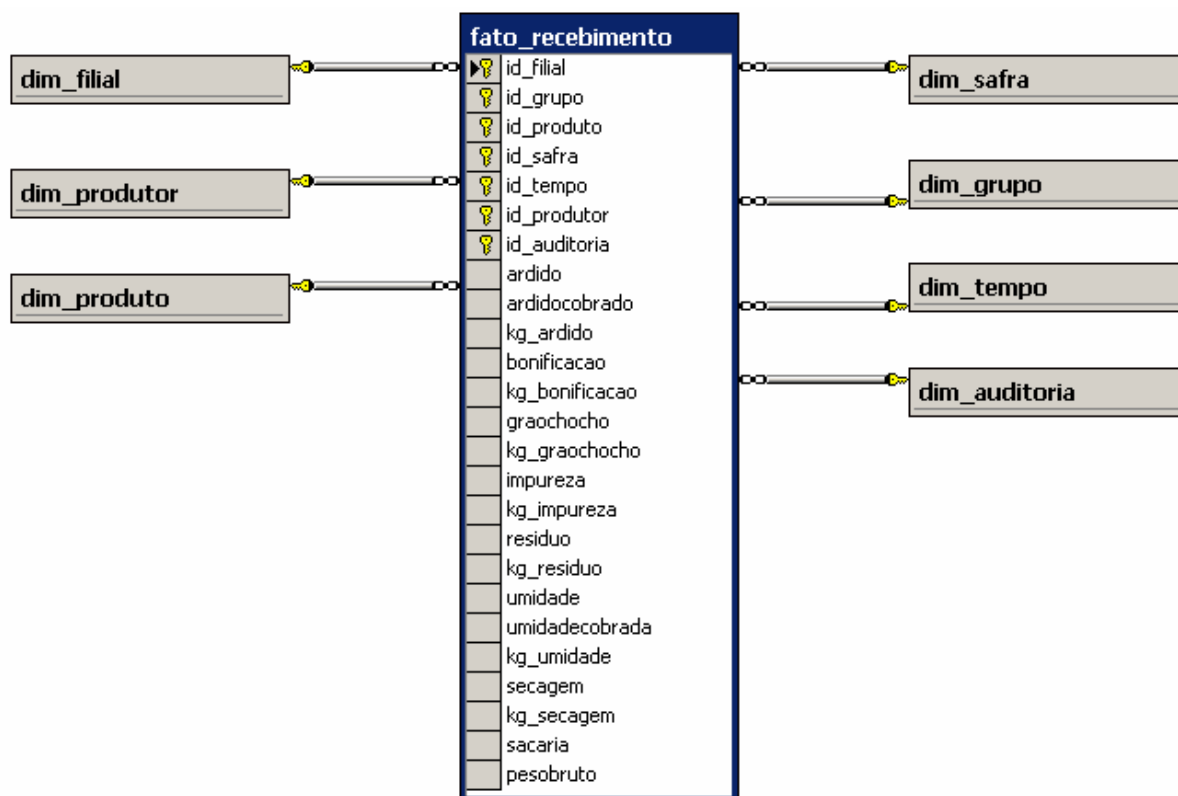 dim_filial
dim_produtor
dim_produto
fato_recebimento
id_filial
id_grupo
id_produto
id_safra
id_tempo
id_produtor
id_auditoria
ardido
ardidocobrado
kg_ardido
bonificacao
kg_bonificacao
graochocho
kg_graochocho
impureza
kg_impureza
residuo
kg_residuo
umidade
umidadecobrada
kg_umidade
secagem
kg_secagem
sacaria
pesobruto
dim_safra
dim_grupo
dim_tempo
dim_auditoria